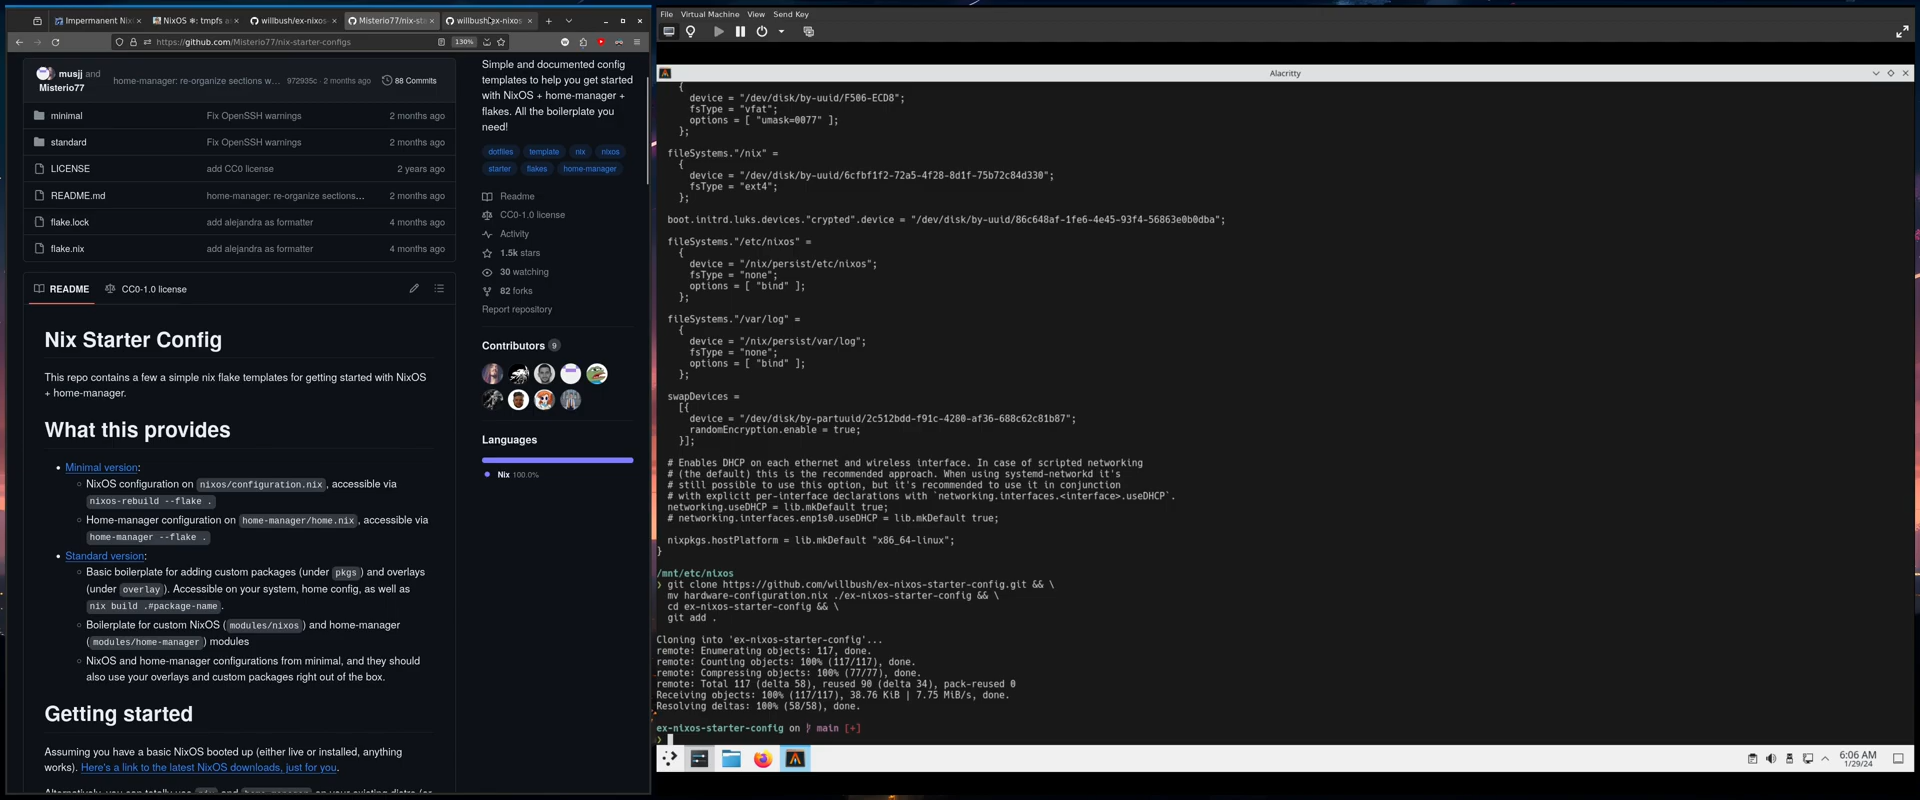 Impermanent Nix
NixOS ❄: tmpfs a
willbush/ex-nixos-
Misterio77/nix-st
willbush/ex-nixos
https://github.com/Misterio77/nix-starter-configs
130%
musjj and
Misterio77
home-manager: re-organize sections w...
972935c · 2 months ago
88 Commits
minimal
Fix OpenSSH warnings
2 months ago
standard
Fix OpenSSH warnings
2 months ago
LICENSE
add CC0 license
2 years ago
README.md
home-manager: re-organize sections...
2 months ago
flake.lock
add alejandra as formatter
4 months ago
flake.nix
add alejandra as formatter
4 months ago
README
CC0-1.0 license
Nix Starter Config
This repo contains a few a simple nix flake templates for getting started with NixOS
+ home-manager.
What this provides
• Minimal version:
NixOS configuration on nixos/configuration.nix, accessible via
nixos-rebuild --flake .
Home-manager configuration on home-manager/home.nix, accessible via
home-manager --flake .
• Standard version:
Basic boilerplate for adding custom packages (under pkgs) and overlays
(under overlay). Accessible on your system, home config, as well as
nix build .#package-name.
Boilerplate for custom NixOS (modules/nixos) and home-manager
(modules/home-manager) modules
NixOS and home-manager configurations from minimal, and they should
also use your overlays and custom packages right out of the box.
Getting started
Assuming you have a basic NixOS booted up (either live or installed, anything
works). Here's a link to the latest NixOS downloads, just for you.
Simple and documented config
templates to help you get started
with NixOS + home-manager +
flakes. All the boilerplate you
need!
dotfiles template nix nixos
starter flakes home-manager
Readme
CC0-1.0 license
Activity
1.5k stars
30 watching
82 forks
Report repository
Contributors 9
Languages
Nix 100.0%
File Virtual Machine View Send Key
Alacritty
{
device = "/dev/disk/by-uuid/F506-ECD8";
fsType = "vfat";
options = [ "umask=0077" ];
};
fileSystems."/nix" =
{
device = "/dev/disk/by-uuid/6cfbf1f2-72a5-4f28-8d1f-75b72c84d330";
fsType = "ext4";
};
boot.initrd.luks.devices."crypted".device = "/dev/disk/by-uuid/86c648af-1fe6-4e45-93f4-56863e0b0dba";
fileSystems."/etc/nixos" =
{
device = "/nix/persist/etc/nixos";
fsType = "none";
options = [ "bind" ];
};
fileSystems."/var/log" =
{
device = "/nix/persist/var/log";
fsType = "none";
options = [ "bind" ];
};
swapDevices =
[{
device = "/dev/disk/by-partuuid/2c512bdd-f91c-4280-af36-688c62c81b87";
randomEncryption.enable = true;
}];
# Enables DHCP on each ethernet and wireless interface. In case of scripted networking
# (the default) this is the recommended approach. When using systemd-networkd it's
# still possible to use this option, but it's recommended to use it in conjunction
# with explicit per-interface declarations with `networking.interfaces.<interface>.useDHCP`.
networking.useDHCP = lib.mkDefault true;
# networking.interfaces.enp1s0.useDHCP = lib.mkDefault true;
nixpkgs.hostPlatform = lib.mkDefault "x86_64-linux";
}
/mnt/etc/nixos
❯ git clone https://github.com/willbush/ex-nixos-starter-config.git && \
mv hardware-configuration.nix ./ex-nixos-starter-config && \
cd ex-nixos-starter-config && \
git add .
Cloning into 'ex-nixos-starter-config'...
remote: Enumerating objects: 117, done.
remote: Counting objects: 100% (117/117), done.
remote: Compressing objects: 100% (77/77), done.
remote: Total 117 (delta 58), reused 90 (delta 34), pack-reused 0
Receiving objects: 100% (117/117), 38.76 KiB | 7.75 MiB/s, done.
Resolving deltas: 100% (58/58), done.
ex-nixos-starter-config on main [+]
❯
6:06 AM
1/29/24